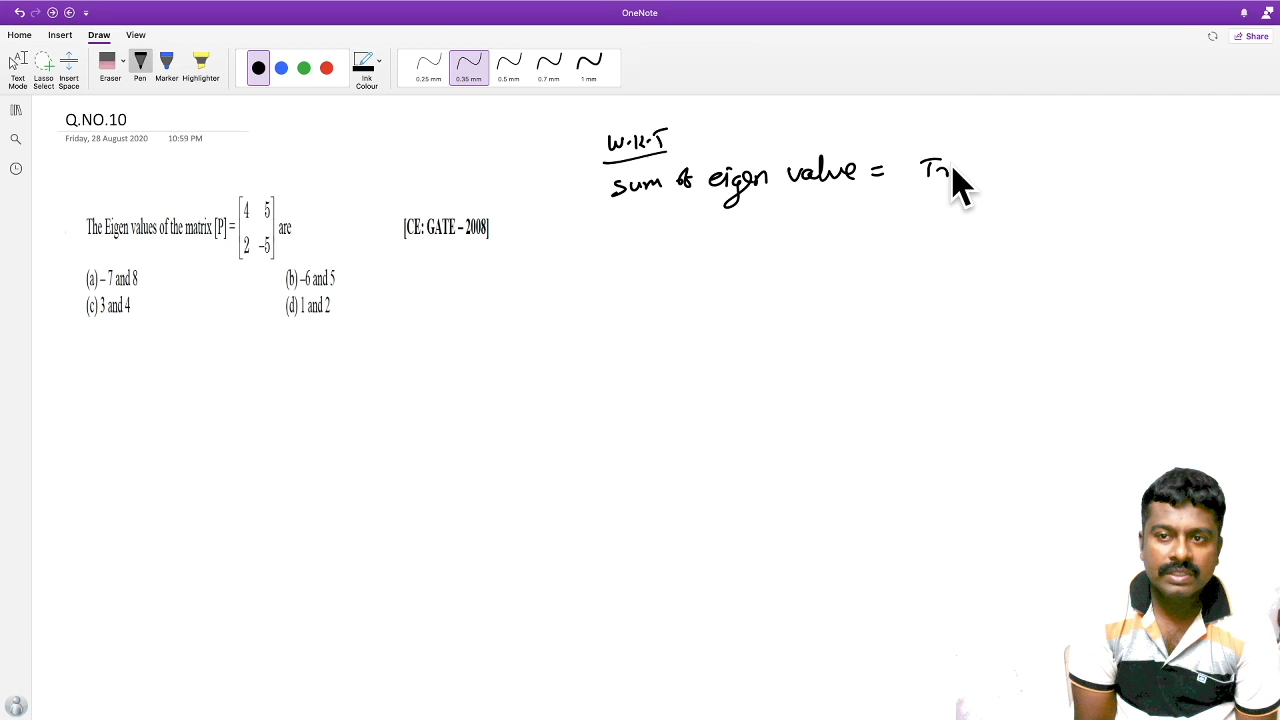 OneNote
Home Insert Draw View
Share
Text Mode
Lasso Select
Insert Space
Eraser
Pen
Marker
Highlighter
Ink Colour
0.25 mm
0.35 mm
0.5 mm
0.7 mm
1 mm
Q.NO.10
Friday, 28 August 2020 10:59 PM
W.K.T
sum of eigen value = Tr
The Eigen values of the matrix [P] = [4 5
2 –5] are [CE: GATE – 2008]
(a) – 7 and 8 (b) –6 and 5
(c) 3 and 4 (d) 1 and 2